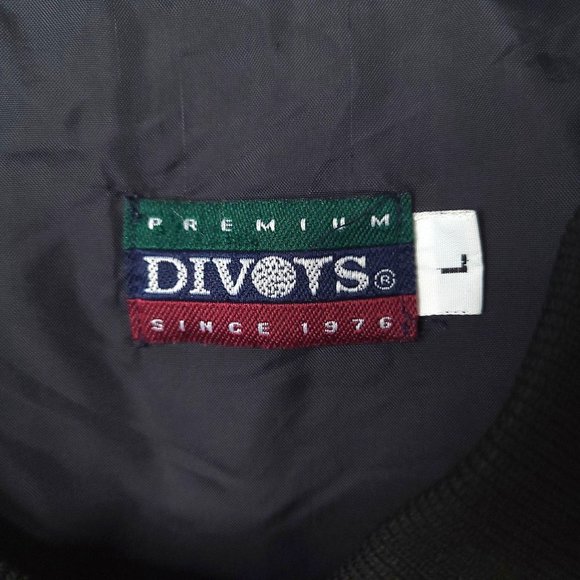 PREMIUM
DIVOTS®
SINCE 1976
L